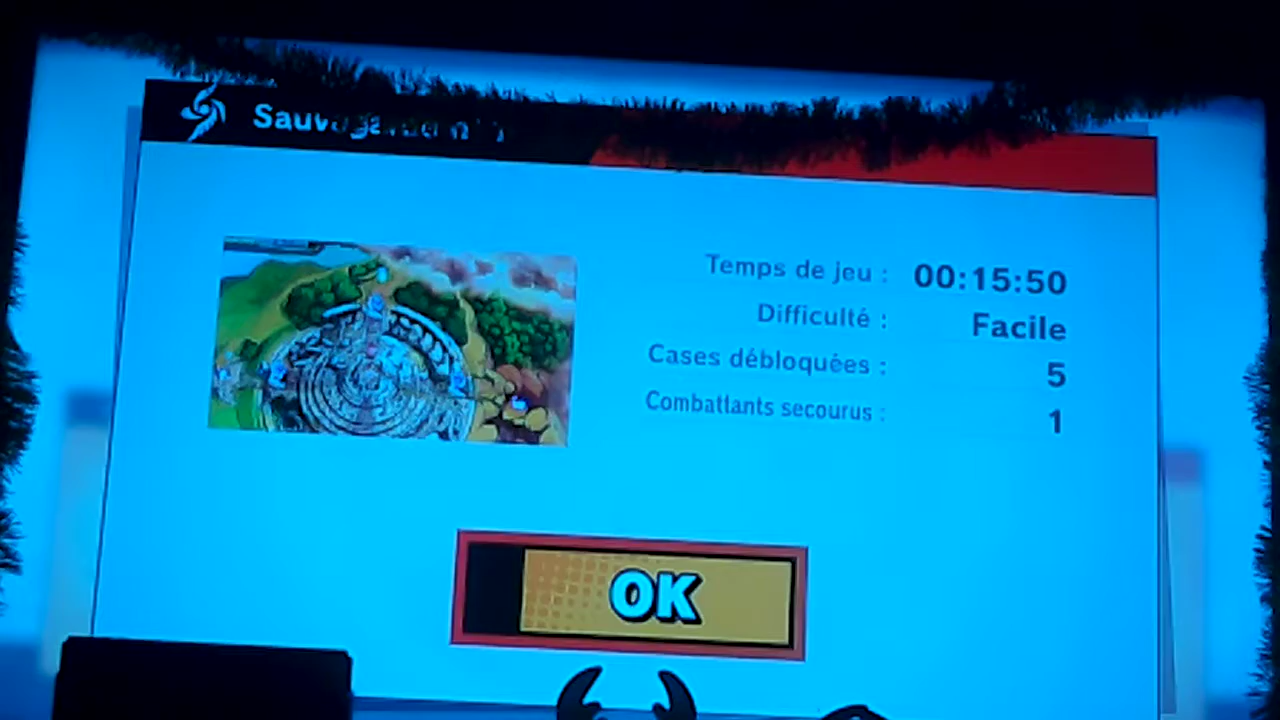 Temps de jeu : 00:15:50
Difficulté : Facile
Cases débloquées : 5
Combattants secourus : 1
OK